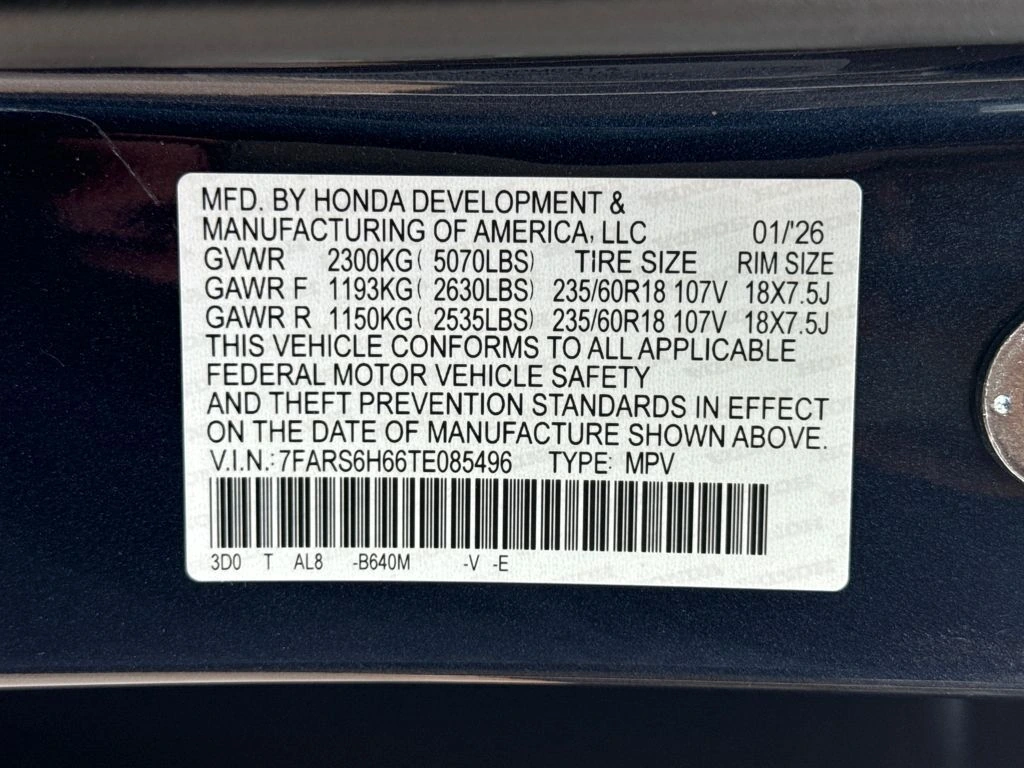 MFD. BY HONDA DEVELOPMENT &
MANUFACTURING OF AMERICA, LLC 01/'26
GVWR 2300KG( 5070LBS) TIRE SIZE RIM SIZE
GAWR F 1193KG( 2630LBS) 235/60R18 107V 18X7.5J
GAWR R 1150KG( 2535LBS) 235/60R18 107V 18X7.5J
THIS VEHICLE CONFORMS TO ALL APPLICABLE
FEDERAL MOTOR VEHICLE SAFETY
AND THEFT PREVENTION STANDARDS IN EFFECT
ON THE DATE OF MANUFACTURE SHOWN ABOVE.
V.I.N.: 7FARS6H66TE085496 TYPE: MPV
3D0 T AL8 -B640M -V -E